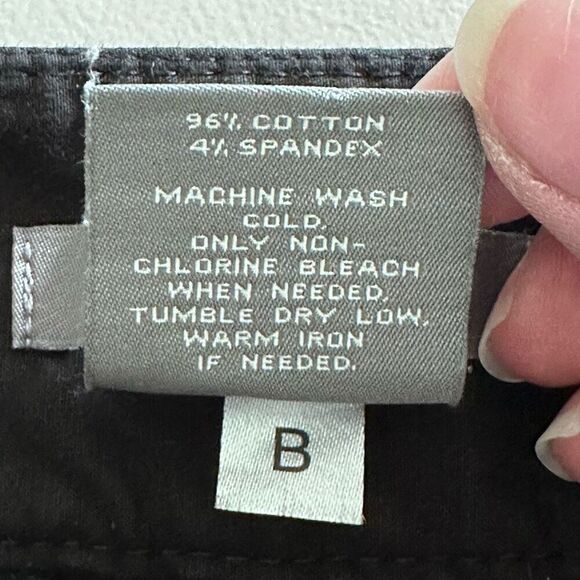 96% COTTON
4% SPANDEX
MACHINE WASH
COLD.
ONLY NON-
CHLORINE BLEACH
WHEN NEEDED.
TUMBLE DRY LOW.
WARM IRON
IF NEEDED.
B